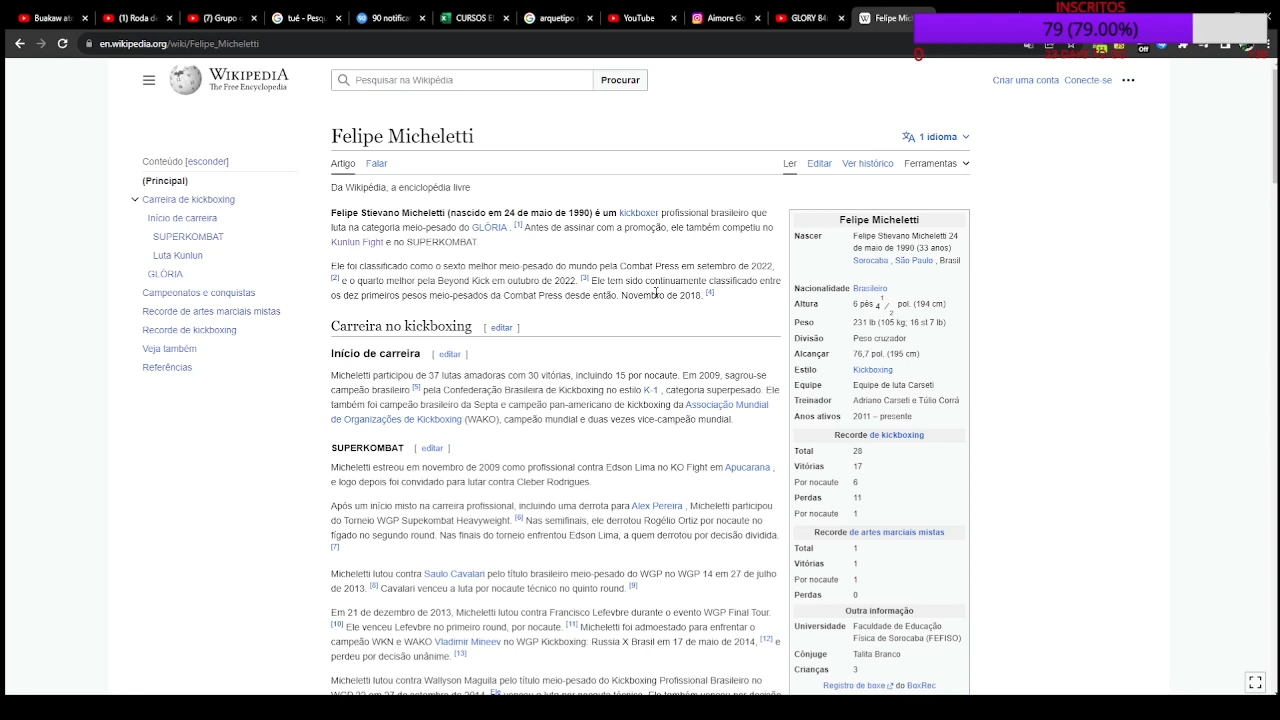 Buakaw at
(1) Roda d
(7) Grupo d
tué - Pesqu
90 notificaç
CURSOS E
arquetipo d
YouTube
Aimore Go
GLORY 84:
Felipe Mich
INSCRITOS
79 (79.00%)
0
en.wikipedia.org/wiki/Felipe_Micheletti
Off
WIKIPEDIA
The Free Encyclopedia
Pesquisar na Wikipédia
Procurar
Criar uma conta Conecte-se
Felipe Micheletti
1 idioma
Artigo Falar
Ler Editar Ver histórico Ferramentas
Da Wikipédia, a enciclopédia livre
Conteúdo [esconder]
(Principal)
Carreira de kickboxing
Início de carreira
SUPERKOMBAT
Luta Kunlun
GLÓRIA
Campeonatos e conquistas
Recorde de artes marciais mistas
Recorde de kickboxing
Veja também
Referências
Felipe Stievano Micheletti (nascido em 24 de maio de 1990) é um kickboxer profissional brasileiro que
luta na categoria meio-pesado do GLÓRIA . [1] Antes de assinar com a promoção, ele também competiu no
Kunlun Fight e no SUPERKOMBAT.
Ele foi classificado como o sexto melhor meio-pesado do mundo pela Combat Press em setembro de 2022,
[2] e o quarto melhor pela Beyond Kick em outubro de 2022. [3] Ele tem sido continuamente classificado entre
os dez primeiros pesos meio-pesados da Combat Press desde então. Novembro de 2018. [4]
Carreira no kickboxing [ editar ]
Início de carreira [ editar ]
Micheletti participou de 37 lutas amadoras com 30 vitórias, incluindo 15 por nocaute. Em 2009, sagrou-se
campeão brasileiro [5] pela Confederação Brasileira de Kickboxing no estilo K-1 , categoria superpesado. Ele
também foi campeão brasileiro da Septa e campeão pan-americano de kickboxing da Associação Mundial
de Organizações de Kickboxing (WAKO), campeão mundial e duas vezes vice-campeão mundial.
SUPERKOMBAT [ editar ]
Micheletti estreou em novembro de 2009 como profissional contra Edson Lima no KO Fight em Apucarana ,
e logo depois foi convidado para lutar contra Cleber Rodrigues.
Após um início misto na carreira profissional, incluindo uma derrota para Alex Pereira , Micheletti participou
do Torneio WGP Supekombat Heavyweight. [6] Nas semifinais, ele derrotou Rogélio Ortiz por nocaute no
fígado no segundo round. Nas finais do torneio enfrentou Edson Lima, a quem derrotou por decisão dividida.
[7]
Micheletti lutou contra Saulo Cavalari pelo título brasileiro meio-pesado do WGP no WGP 14 em 27 de julho
de 2013. [8] Cavalari venceu a luta por nocaute técnico no quinto round. [9]
Em 21 de dezembro de 2013, Micheletti lutou contra Francisco Lefevbre durante o evento WGP Final Tour.
[10] Ele venceu Lefevbre no primeiro round, por nocaute. [11] Micheletti foi admoestado para enfrentar o
campeão WKN e WAKO Vladimir Mineev no WGP Kickboxing: Russia X Brasil em 17 de maio de 2014, [12] e
perdeu por decisão unânime. [13]
Micheletti lutou contra Wallyson Maguila pelo título meio-pesado do Kickboxing Profissional Brasileiro no
Felipe Micheletti
Nascer Felipe Stievano Micheletti 24
de maio de 1990 (33 anos)
Sorocaba , São Paulo , Brasil
Nacionalidade Brasileiro
Altura 6 pés 4 1/2 pol. (194 cm)
Peso 231 lb (105 kg; 16 st 7 lb)
Divisão Peso cruzador
Alcançar 76,7 pol. (195 cm)
Estilo Kickboxing
Equipe Equipe de luta Carseti
Treinador Adriano Carseti e Túlio Corrá
Anos ativos 2011 – presente
Recorde de kickboxing
Total 28
Vitórias 17
Por nocaute 6
Perdas 11
Por nocaute 1
Recorde de artes marciais mistas
Total 1
Vitórias 1
Por nocaute 1
Perdas 0
Outra informação
Universidade Faculdade de Educação
Física de Sorocaba (FEFISO)
Cônjuge Talita Branco
Crianças 3
Registro de boxe do BoxRec